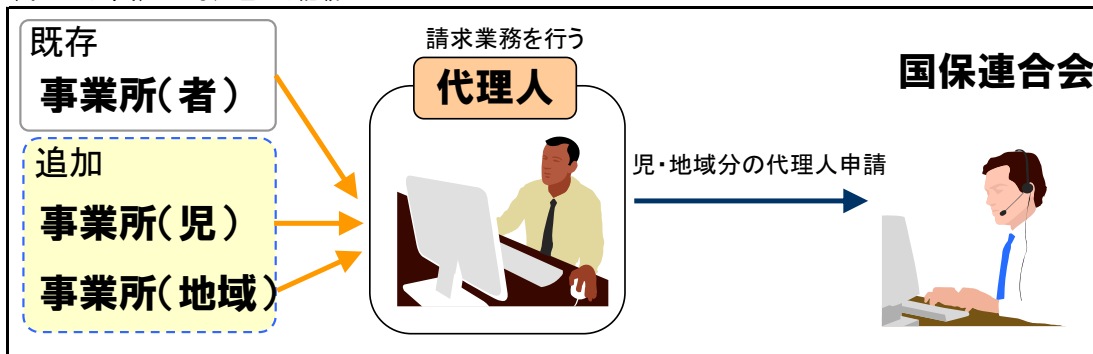 既存
事業所(者)
追加
事業所(児)
事業所(地域)
請求業務を行う
代理人
児・地域分の代理人申請
国保連合会